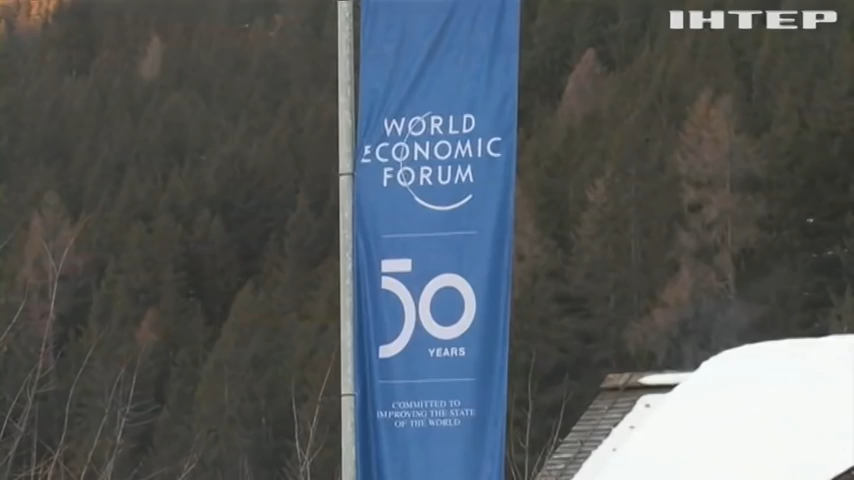 ІНТЕР
WORLD
ECONOMIC
FORUM
50
YEARS
COMMITTED TO
IMPROVING THE STATE
OF THE WORLD